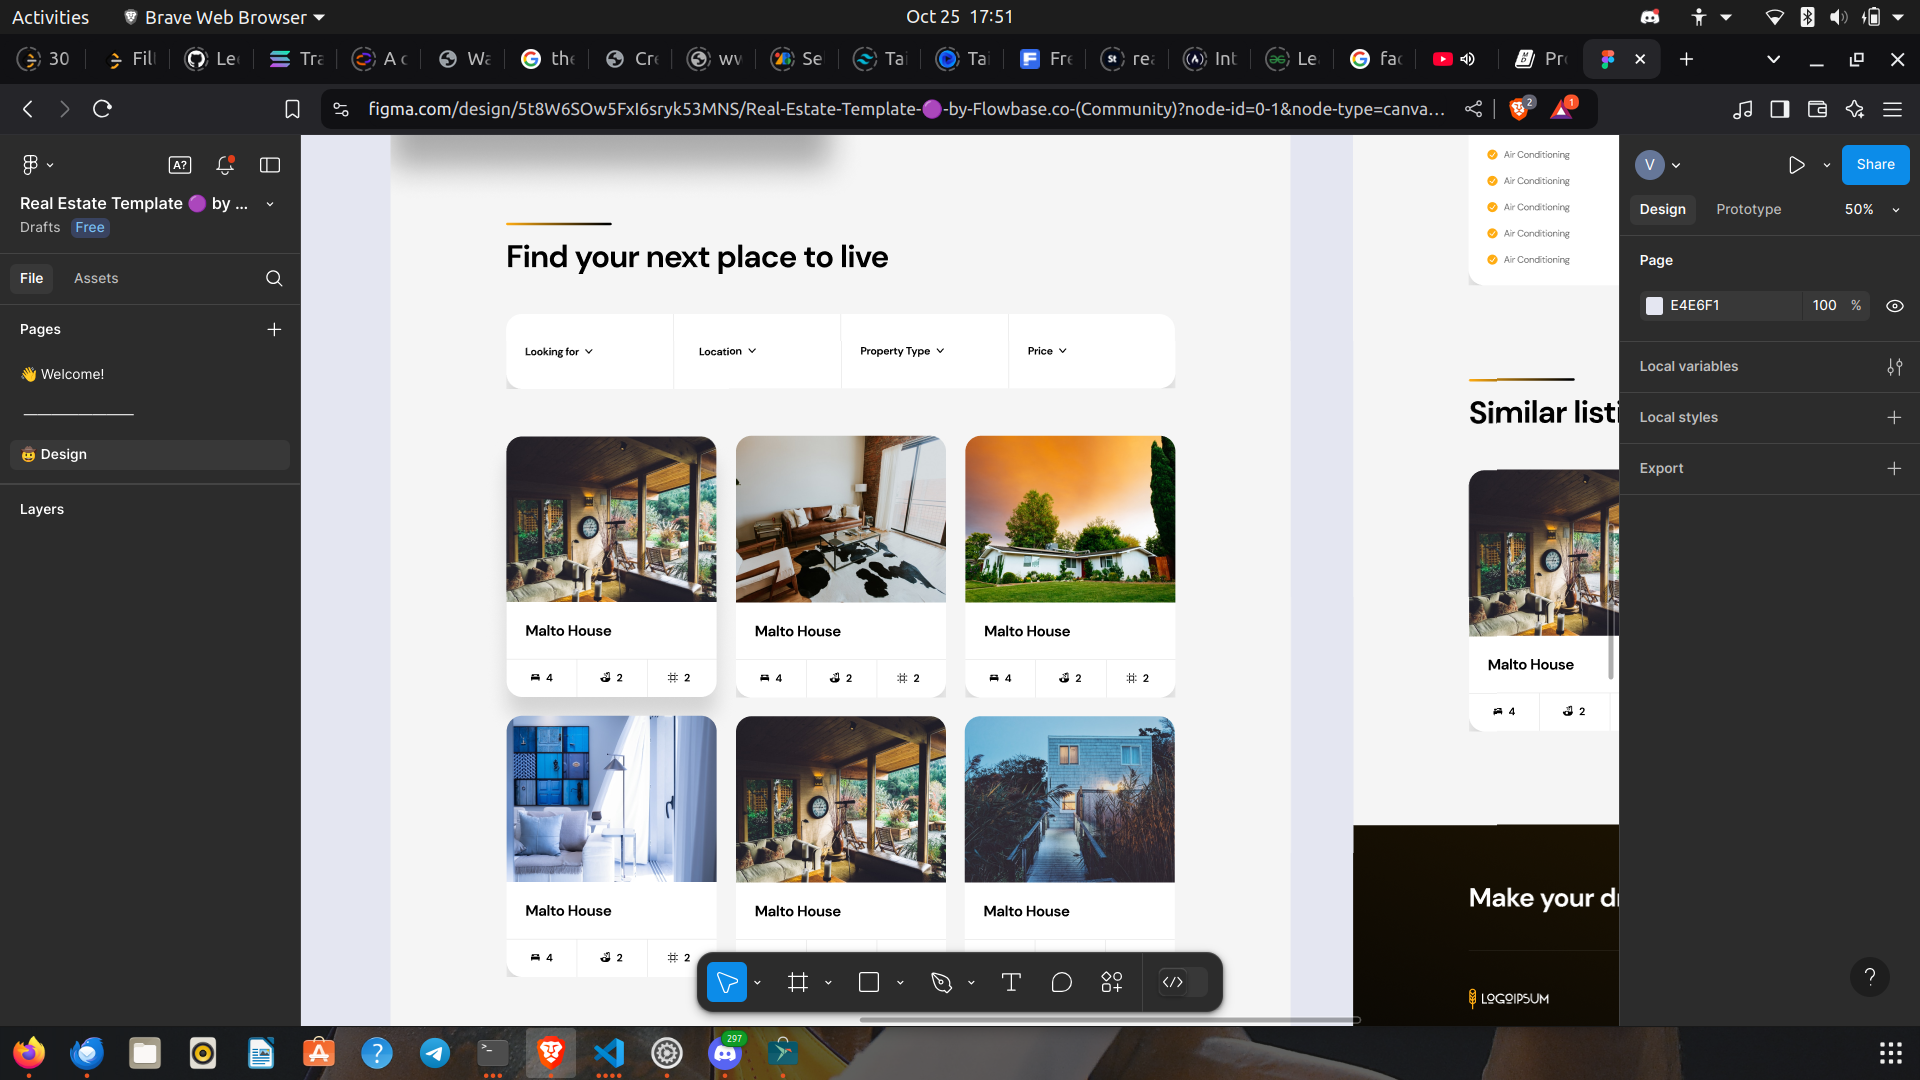 Activities
Brave Web Browser
Oct 25 17:51
30
Fill
Le
Tra
A c
Wa
the
Cre
wv
Se
Tai
Tai
Fre
rea
Int
Le
fac
Pr
figma.com/design/5t8W6SOw5FxI6sryk53MNS/Real-Estate-Template-🟣-by-Flowbase.co-(Community)?node-id=0-1&node-type=canva...
2
1
A?
Real Estate Template 🟣 by ...
Drafts
Free
File
Assets
Pages
👋 Welcome!
🤠 Design
Layers
Find your next place to live
Looking for
Location
Property Type
Price
Malto House
4
2
2
Malto House
4
2
2
Malto House
4
2
2
Malto House
4
2
2
Malto House
Malto House
Air Conditioning
Air Conditioning
Air Conditioning
Air Conditioning
Air Conditioning
Similar listi
Malto House
4
2
Make your d
LOGOIPSUM
V
Share
Design
Prototype
50%
Page
E4E6F1
100
%
Local variables
Local styles
Export
?
297